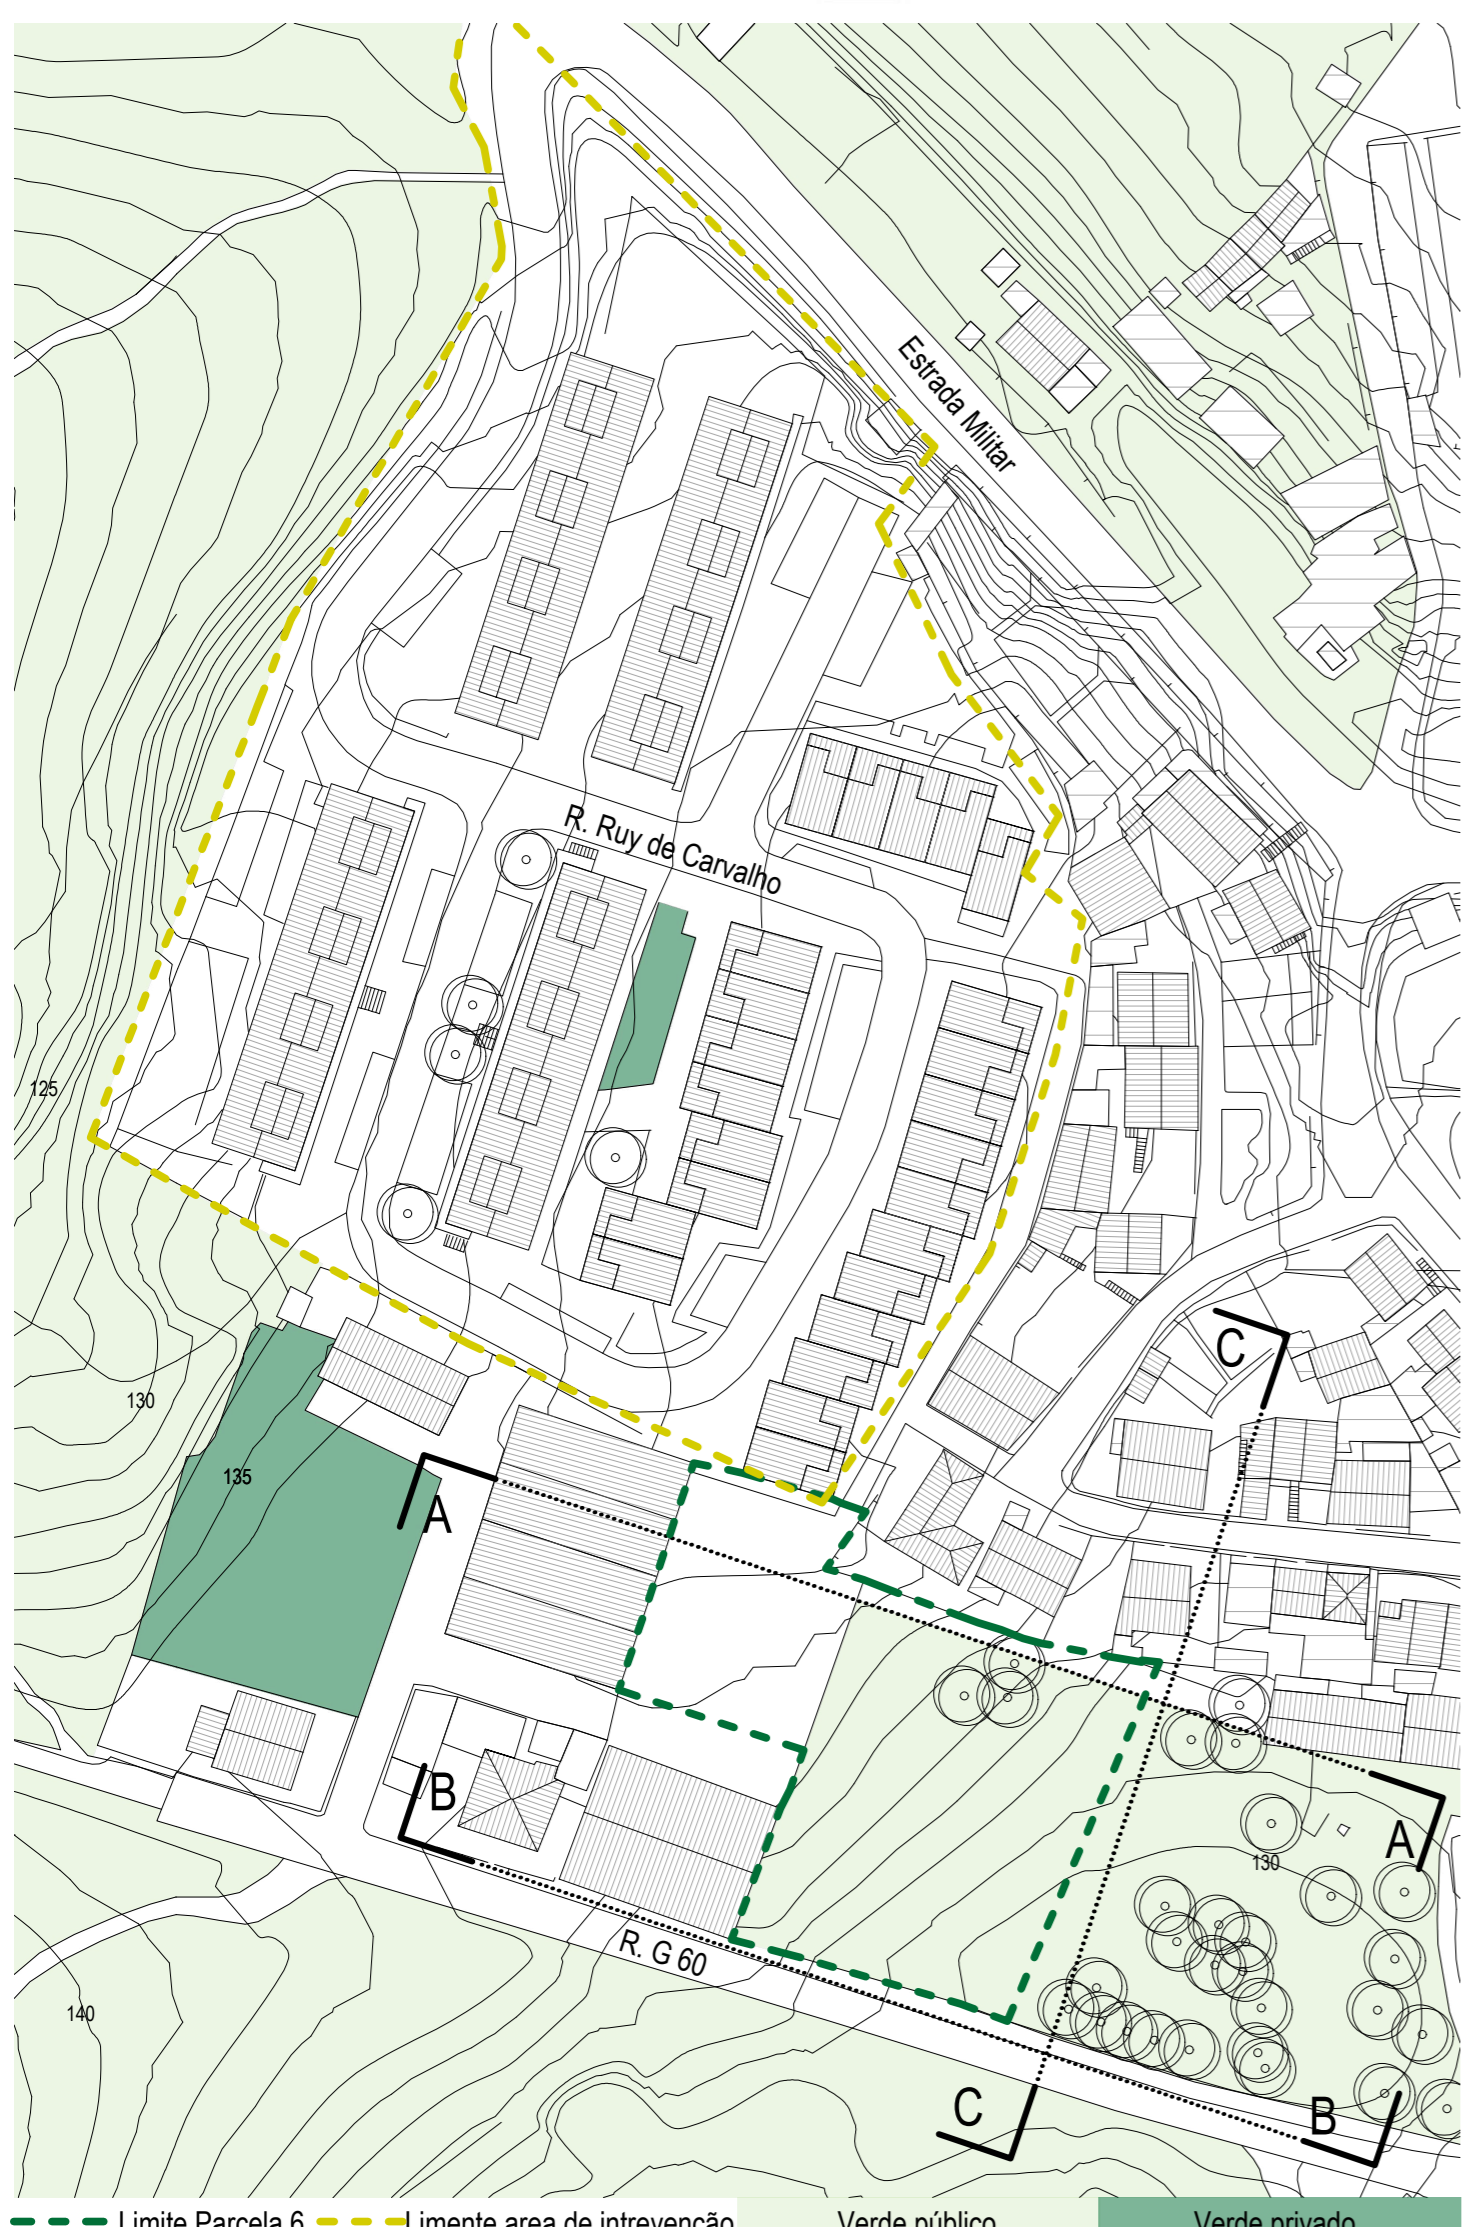 Estrada Militar
R. Ruy de Carvalho
125
C
130
135
A
B
A
130
R. G 60
140
C
B
Limite Parcela 6
Limente area de intrevenção
Verde público
Verde privado